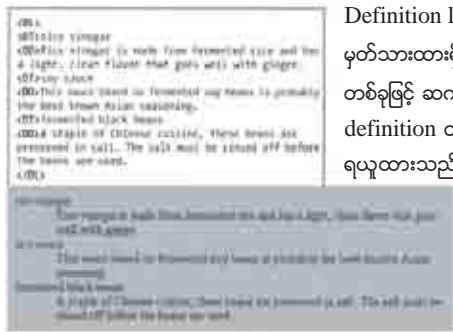 <DL>
<DT>rice vinegar
<DD>Rice vinegar is made from fermented rice and has
a light, clean flavor that goes well with ginger.
<DT>soy sauce
<DD>This sauce based on fermented soy beans is probably
the best known Asian seasoning.
<DT>fermented black beans
<DD>A staple of Chinese cuisine, these beans are
preserved in salt. The salt must be rinsed off before
the beans are used.
</DL>
Definition l
မှတ်သားထား
တစ်ခုဖြင့် ဆက
definition
ရယူထားသည်
rice vinegar
Rice vinegar is made from fermented rice and has a light, clean flavor that goes
well with ginger.
soy sauce
This sauce based on fermented soy beans is probably the best known Asian
seasoning.
fermented black beans
A staple of Chinese cuisine, these beans are preserved in salt. The salt must be
rinsed off before the beans are used.